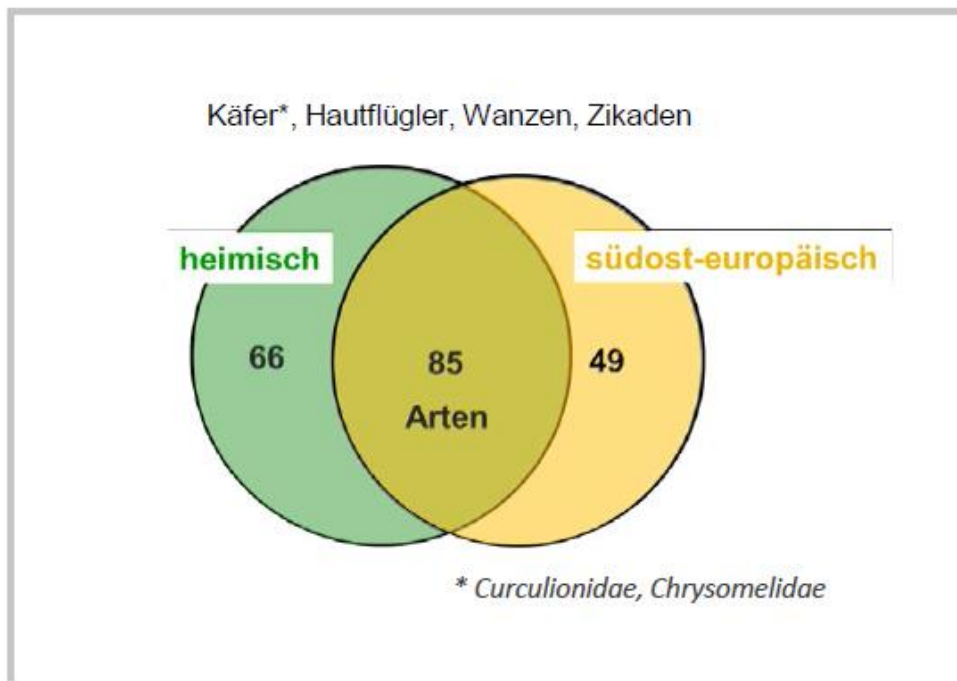 Käfer*, Hautflügler, Wanzen, Zikaden
heimisch
südost-europäisch
66
85
Arten
49
* Curculionidae, Chrysomelidae